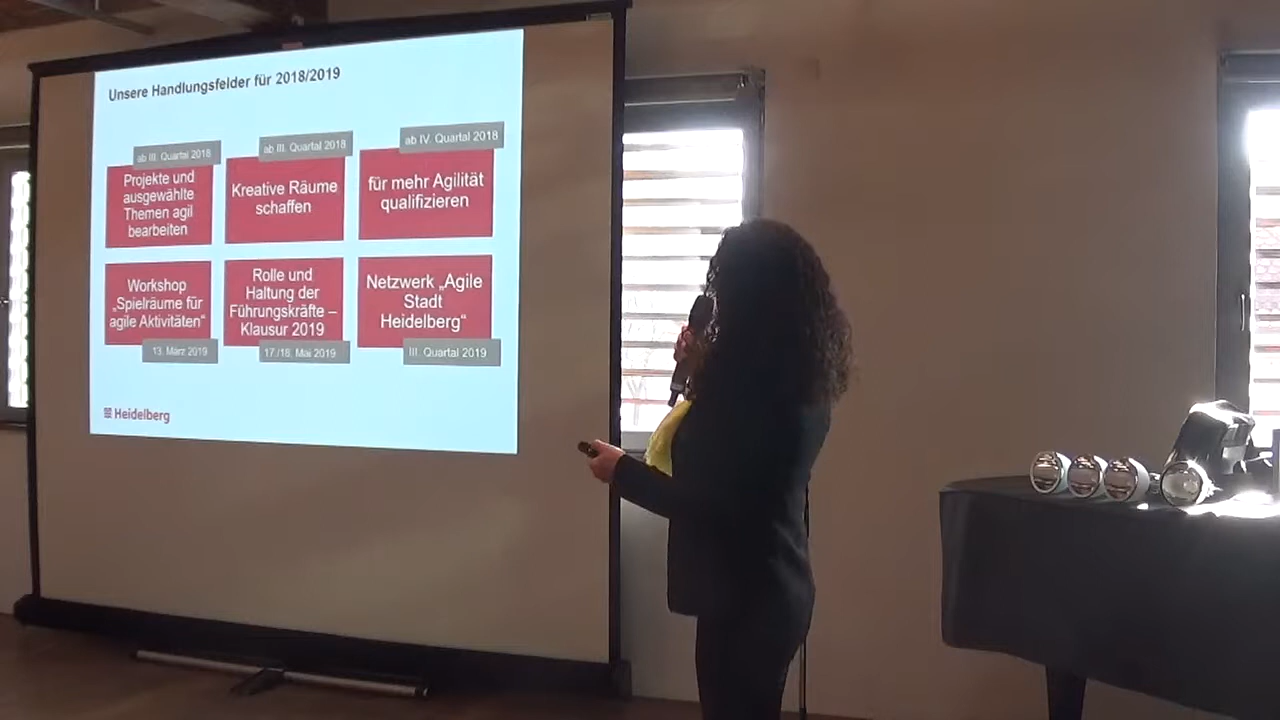 Unsere Handlungsfelder für 2018/2019
ab III. Quartal 2018
Projekte und
ausgewählte
Themen agil
bearbeiten
ab III. Quartal 2018
Kreative Räume
schaffen
ab IV. Quartal 2018
für mehr Agilität
qualifizieren
Workshop
„Spielräume für
agile Aktivitäten“
13. März 2019
Rolle und
Haltung der
Führungskräfte –
Klausur 2019
17./18. Mai 2019
Netzwerk „Agile
Stadt
Heidelberg“
III. Quartal 2019
Heidelberg